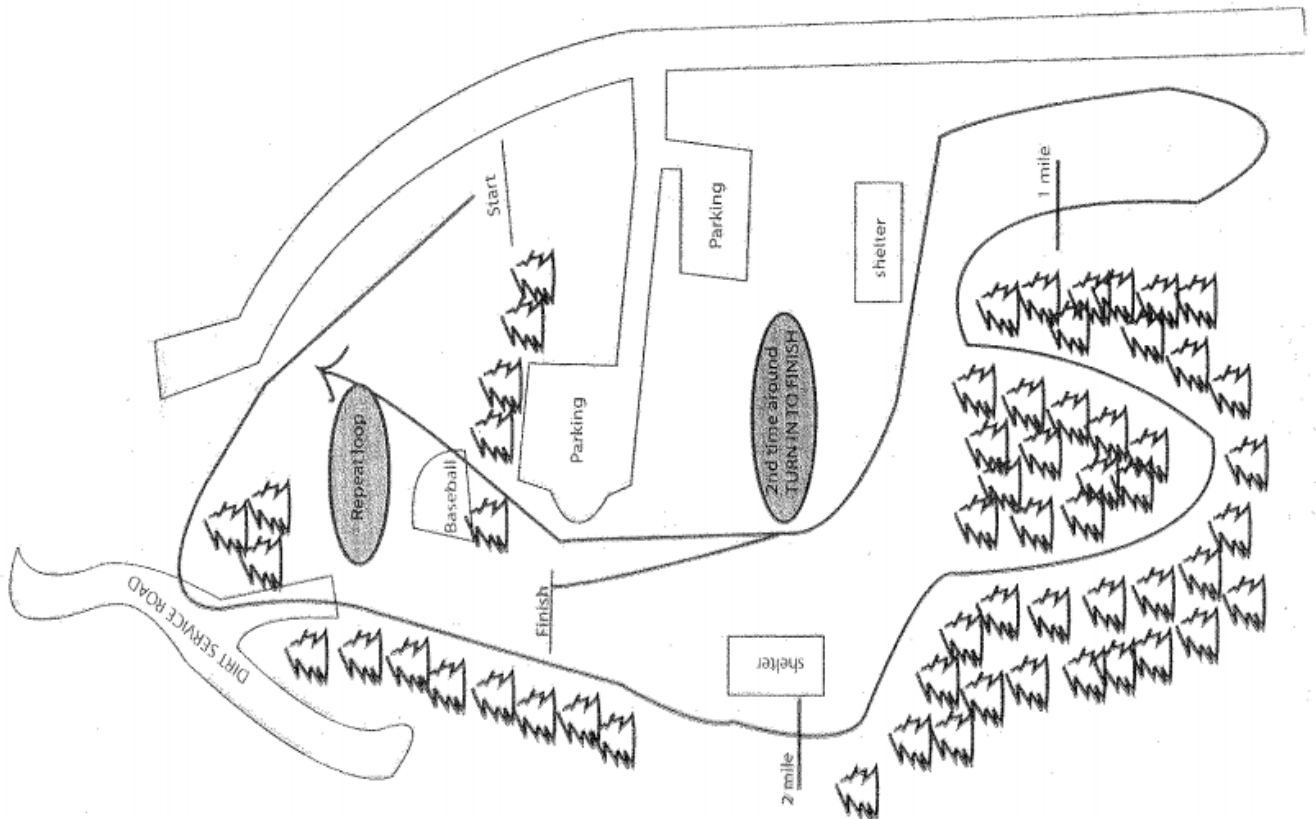 Start
Parking
shelter
1 mile
Repeat loop
Baseball
Parking
2nd time around
TURN IN TO FINISH
DIRT SERVICE ROAD
Finish
shelter
2 mile